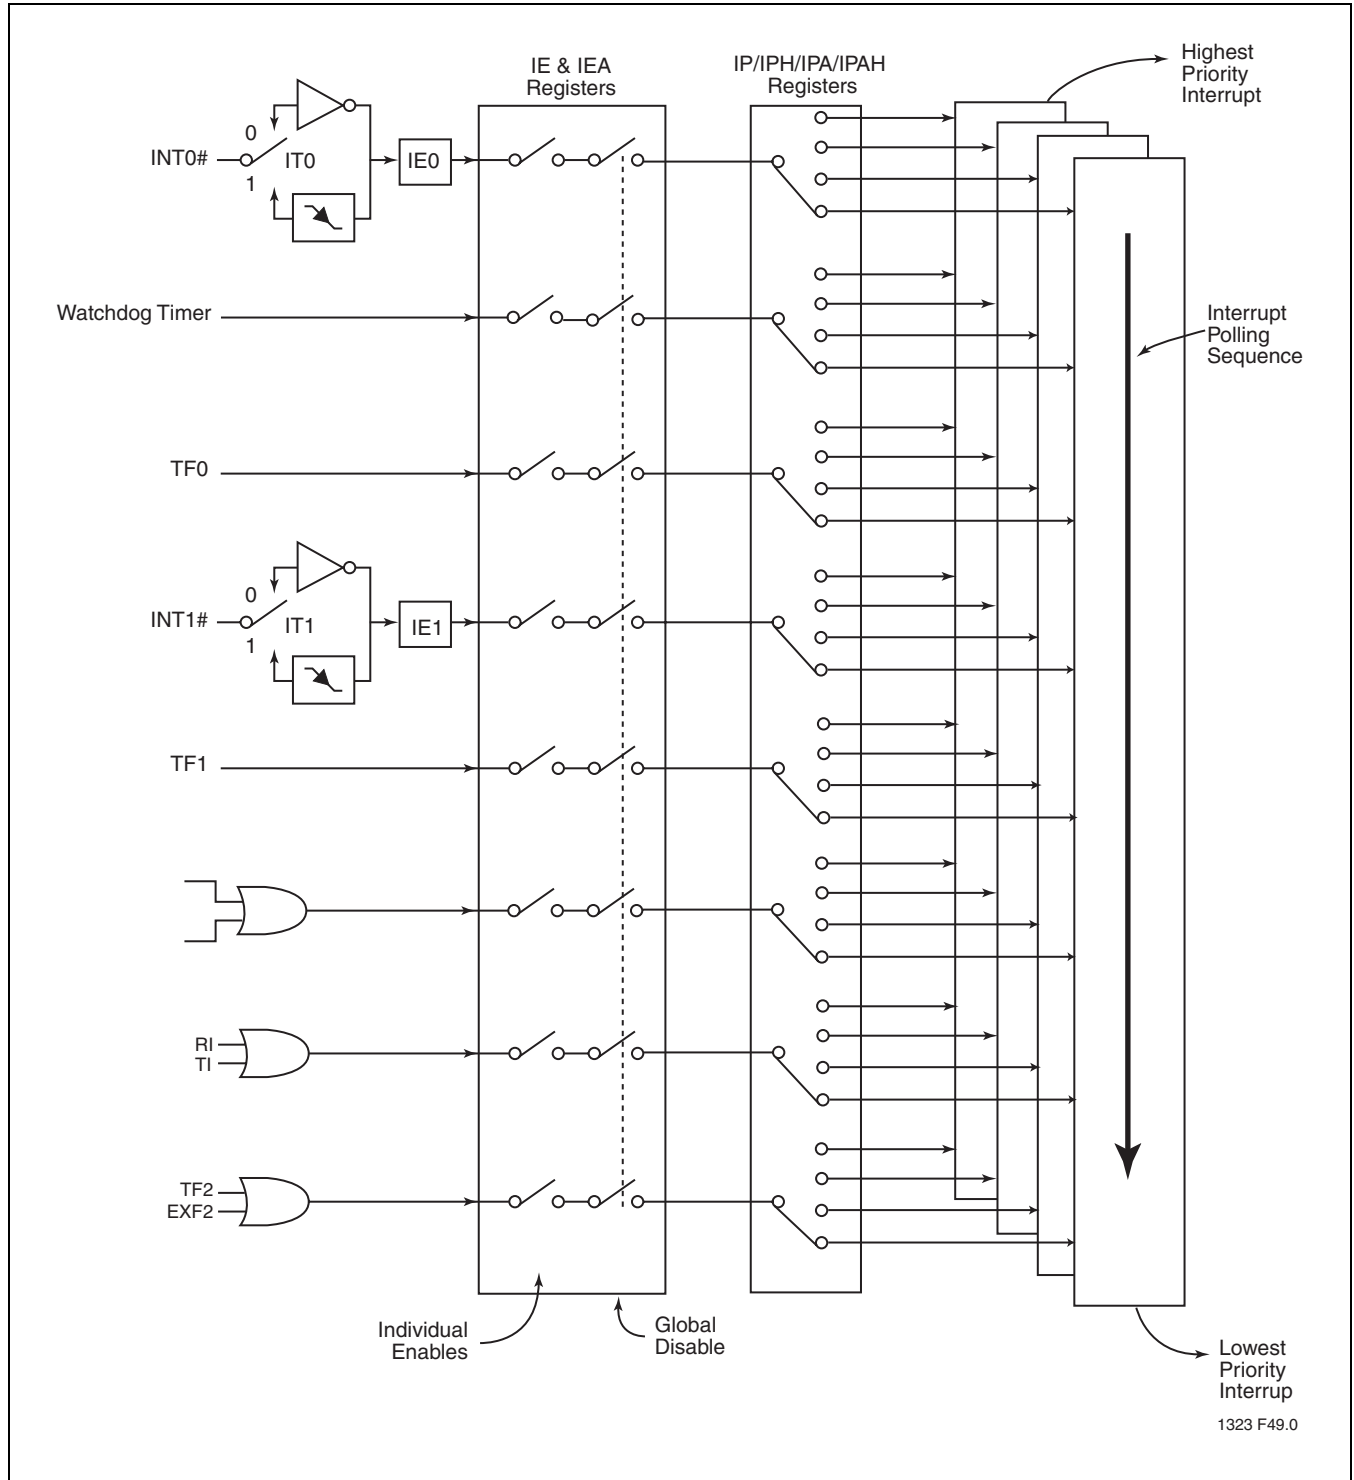 IE & IEA
Registers
IP/IPH/IPA/IPAH
Registers
Highest
Priority
Interrupt
0
INT0#
IT0
1
IE0
Watchdog Timer
Interrupt
Polling
Sequence
TF0
0
INT1#
IT1
1
IE1
TF1
RI
TI
TF2
EXF2
Individual
Enables
Global
Disable
Lowest
Priority
Interrup
1323 F49.0